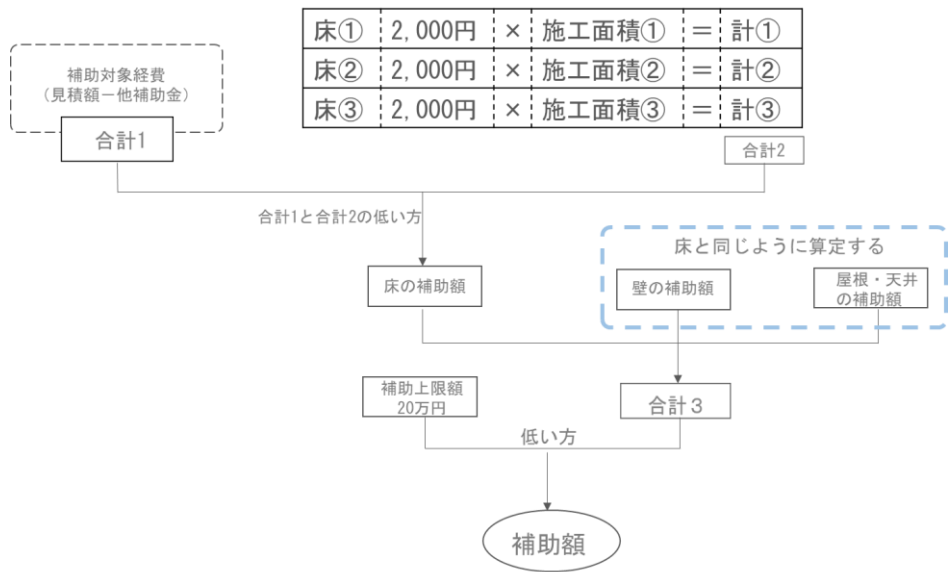 床① 2,000円 × 施工面積① ＝ 計①
床② 2,000円 × 施工面積② ＝ 計②
床③ 2,000円 × 施工面積③ ＝ 計③
補助対象経費
（見積額－他補助金）
合計1
合計2
合計1と合計2の低い方
床と同じように算定する
床の補助額
壁の補助額
屋根・天井
の補助額
補助上限額
20万円
合計３
低い方
補助額